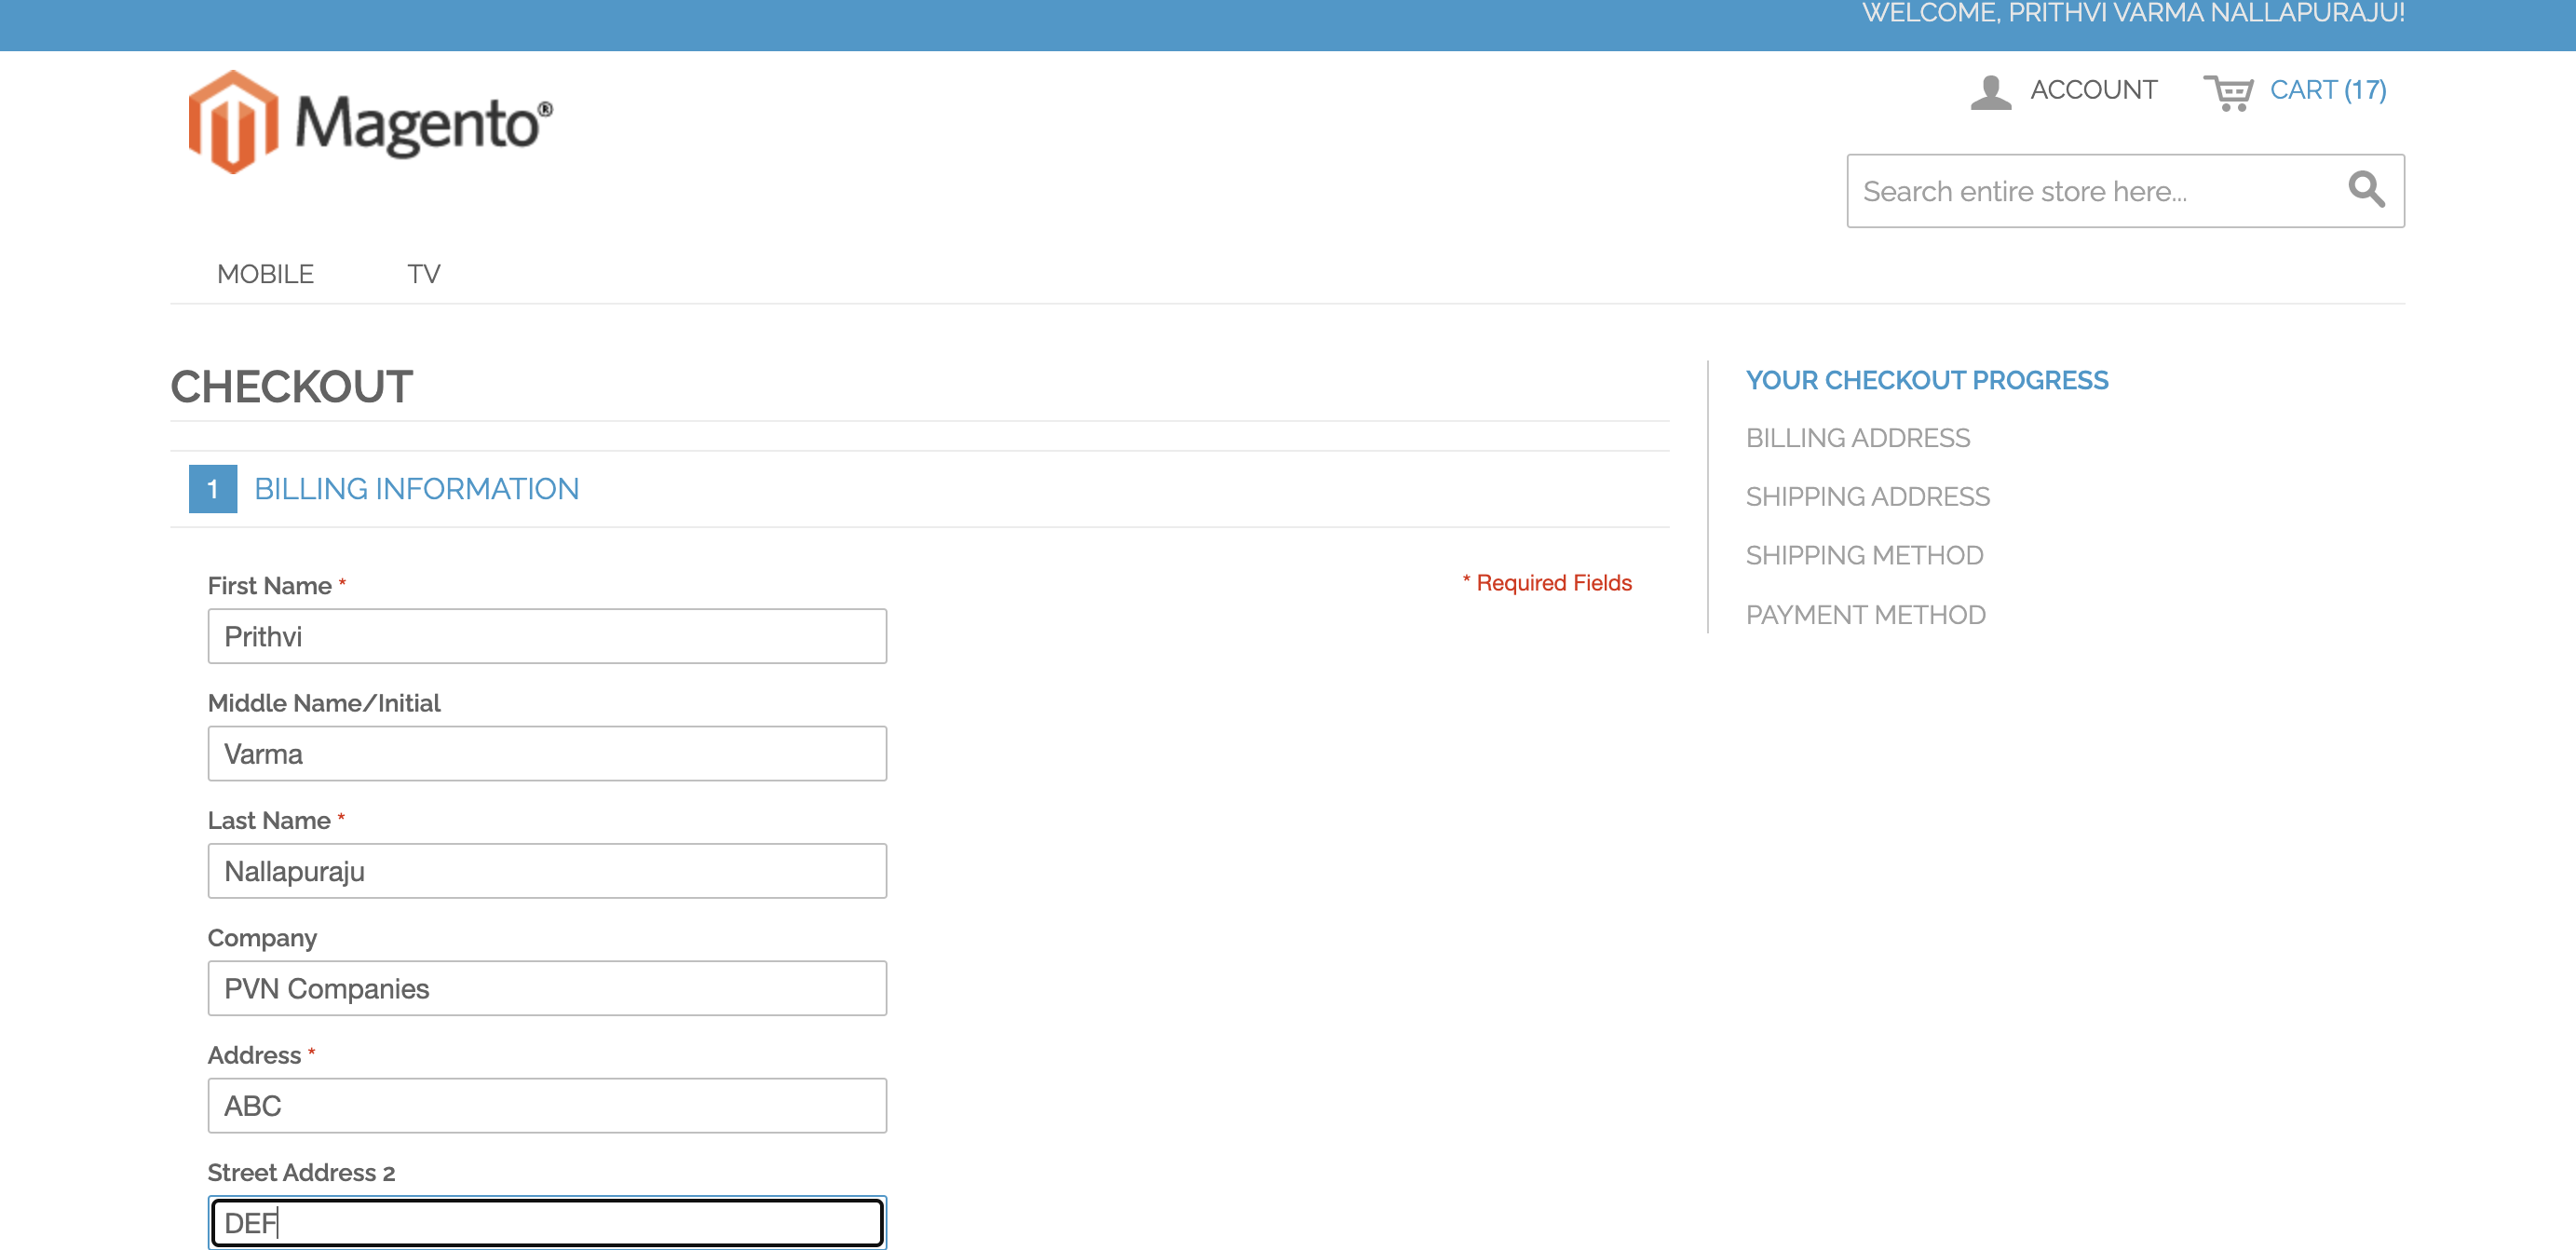 WELCOME, PRITHVI VARMA NALLAPURAJU!
Magento®
ACCOUNT
CART (17)
Search entire store here...
MOBILE
TV
CHECKOUT
1 BILLING INFORMATION
* Required Fields
First Name *
Prithvi
Middle Name/Initial
Varma
Last Name *
Nallapuraju
Company
PVN Companies
Address *
ABC
Street Address 2
DEF
YOUR CHECKOUT PROGRESS
BILLING ADDRESS
SHIPPING ADDRESS
SHIPPING METHOD
PAYMENT METHOD